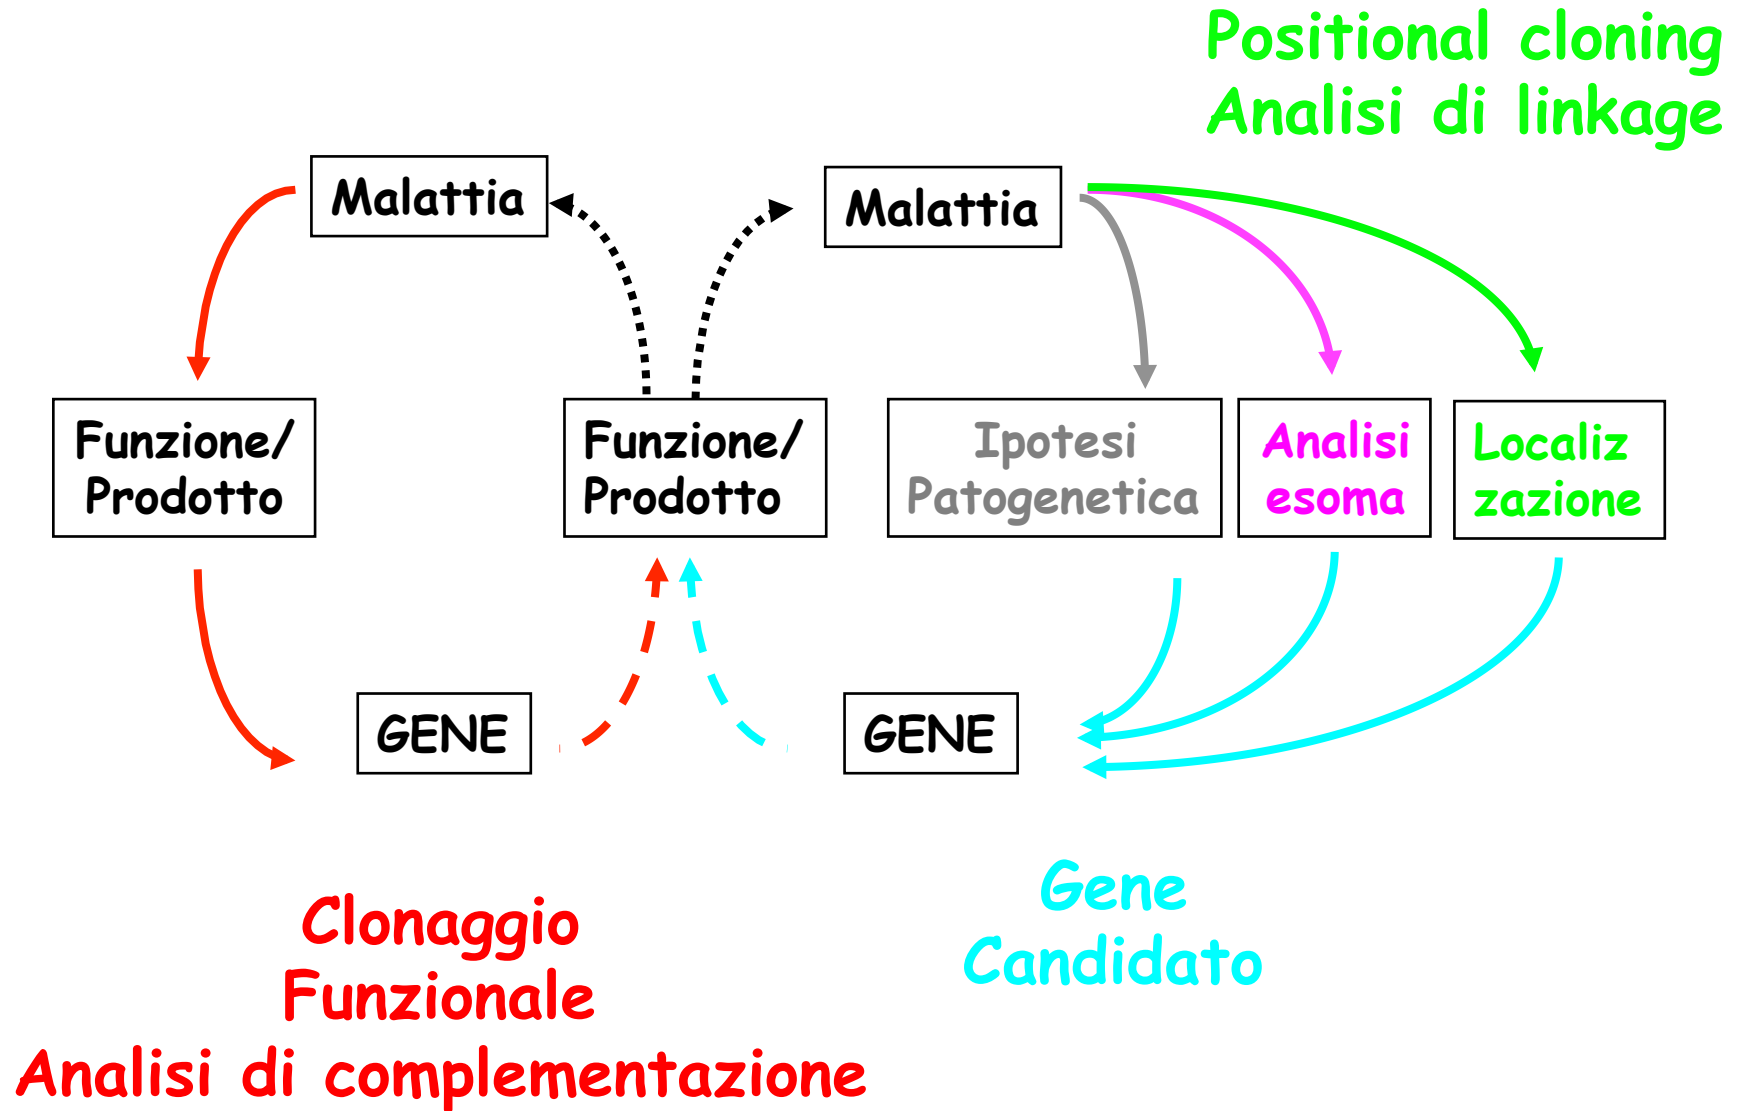 Positional cloning
Analisi di linkage
Malattia
Malattia
Funzione/
Prodotto
Funzione/
Prodotto
Ipotesi
Patogenetica
Analisi
esoma
Localiz
zazione
GENE
GENE
Gene
Candidato
Clonaggio
Funzionale
Analisi di complementazione